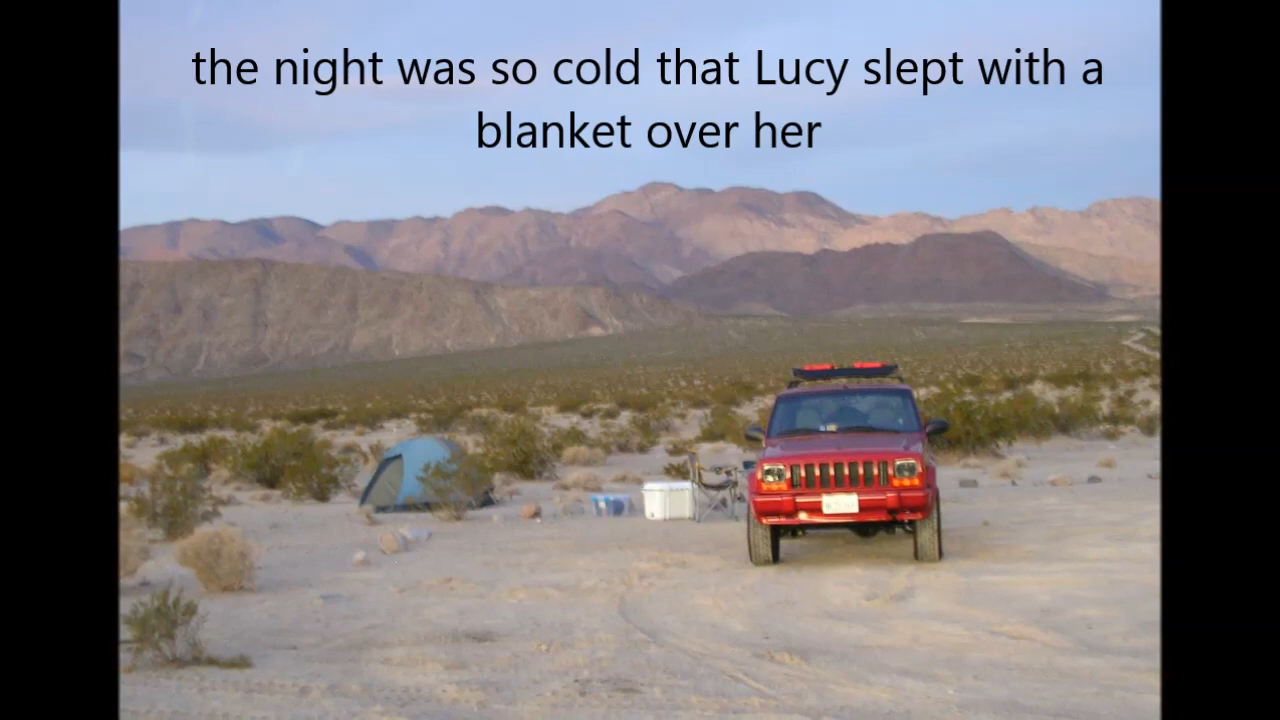 the night was so cold that Lucy slept with a
blanket over her